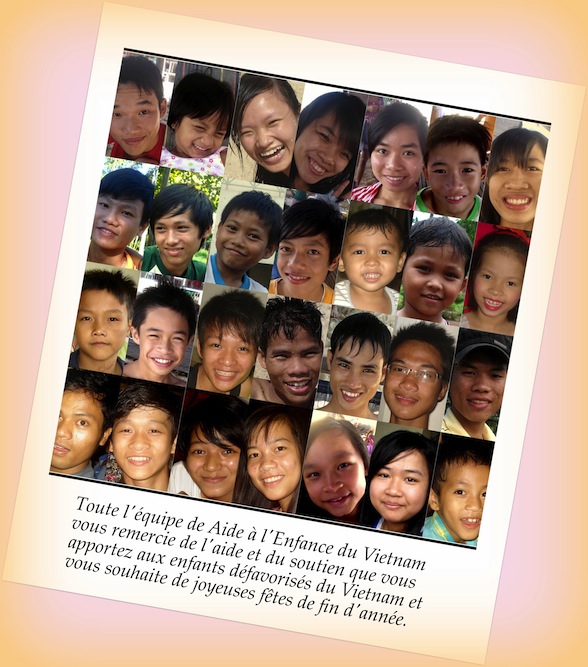 Toute l´équipe de Aide à l´Enfance du Vietnam
vous remercie de l´aide et du soutien que vous
apportez aux enfants défavorisés du Vietnam et
vous souhaite de joyeuses fêtes de fin d´année.